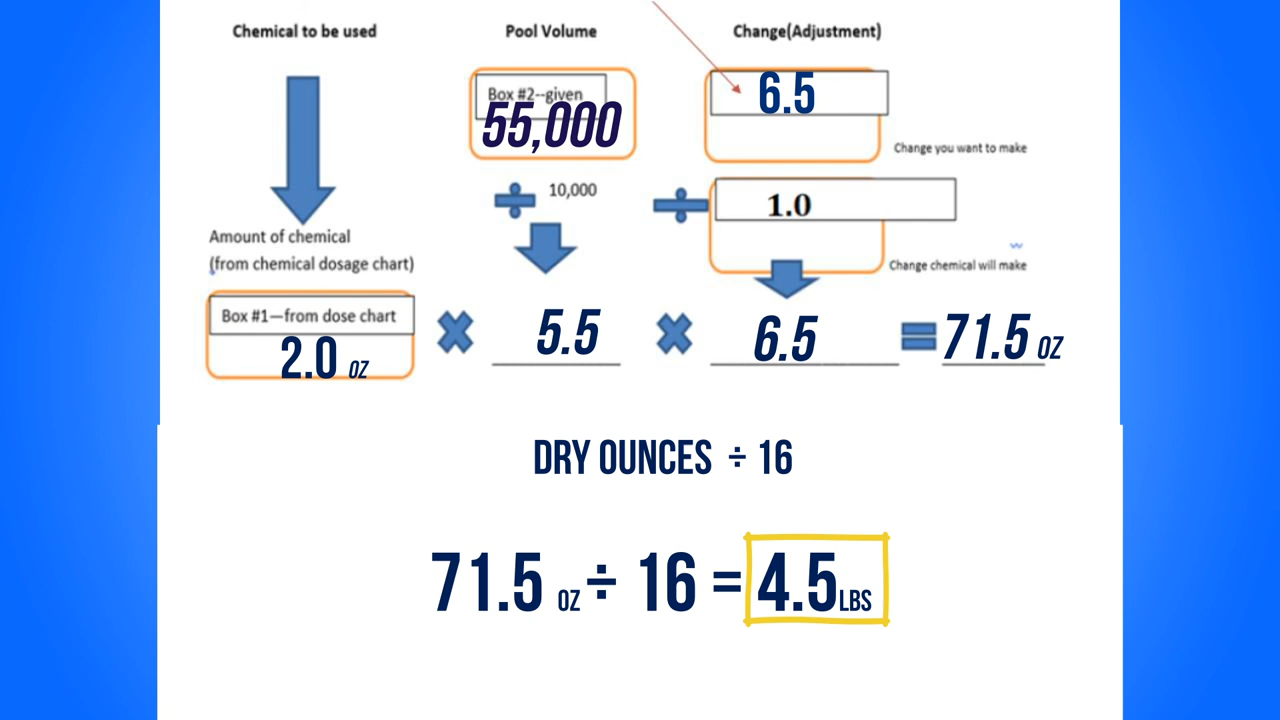 Chemical to be used
Pool Volume
Change(Adjustment)
Box #2--given
55,000
6.5
Change you want to make
÷ 10,000
÷ 1.0
Change chemical will make
Amount of chemical
(from chemical dosage chart)
Box #1—from dose chart
2.0 OZ × 5.5 × 6.5 = 71.5 OZ
DRY OUNCES ÷ 16
71.5 OZ ÷ 16 = 4.5 LBS